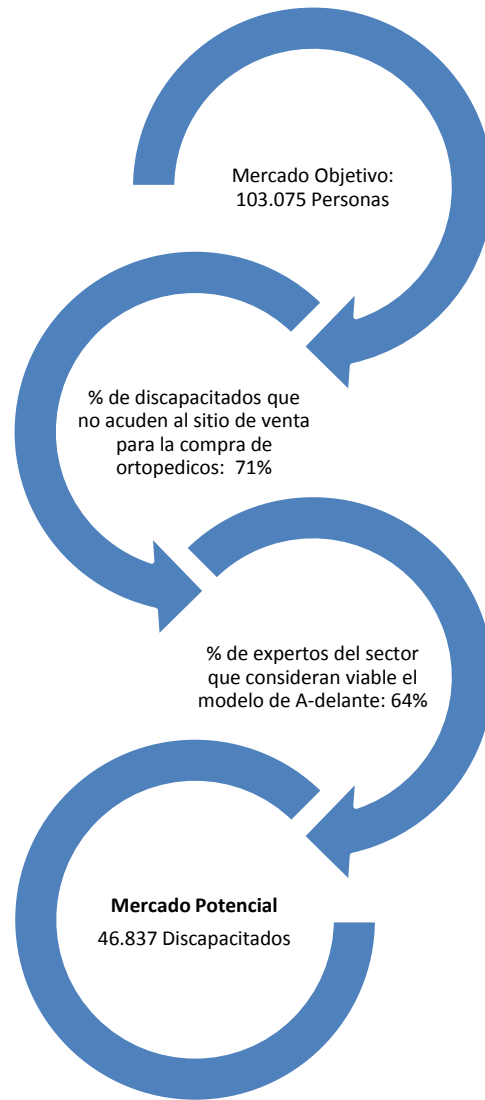 Mercado Objetivo:
103.075 Personas
% de discapacitados que
no acuden al sitio de venta
para la compra de
ortopedicos: 71%
% de expertos del sector
que consideran viable el
modelo de A-delante: 64%
Mercado Potencial
46.837 Discapacitados